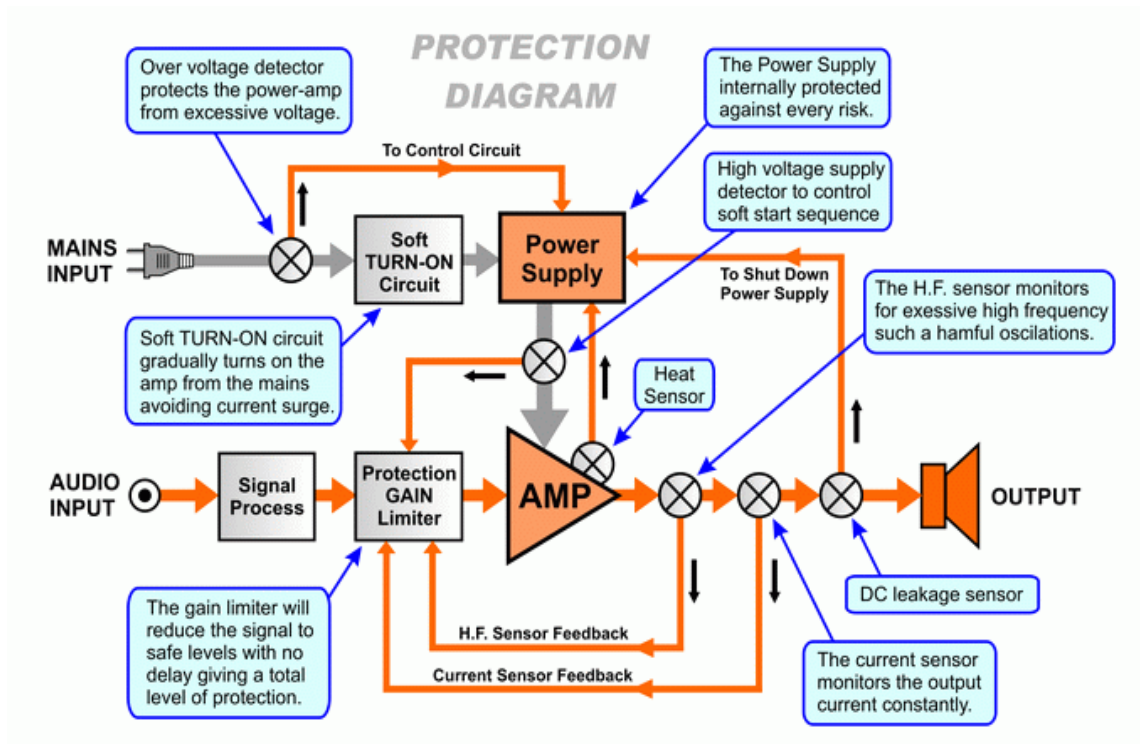 PROTECTION
DIAGRAM
Over voltage detector
protects the power-amp
from excessive voltage.
The Power Supply
internally protected
against every risk.
To Control Circuit
High voltage supply
detector to control
soft start sequence
MAINS
INPUT
Soft
TURN-ON
Circuit
Power
Supply
To Shut Down
Power Supply
The H.F. sensor monitors
for exessive high frequency
such a hamful oscilations.
Soft TURN-ON circuit
gradually turns on the
amp from the mains
avoiding current surge.
Heat
Sensor
AUDIO
INPUT
Signal
Process
Protection
GAIN
Limiter
AMP
OUTPUT
DC leakage sensor
The gain limiter will
reduce the signal to
safe levels with no
delay giving a total
level of protection.
H.F. Sensor Feedback
Current Sensor Feedback
The current sensor
monitors the output
current constantly.